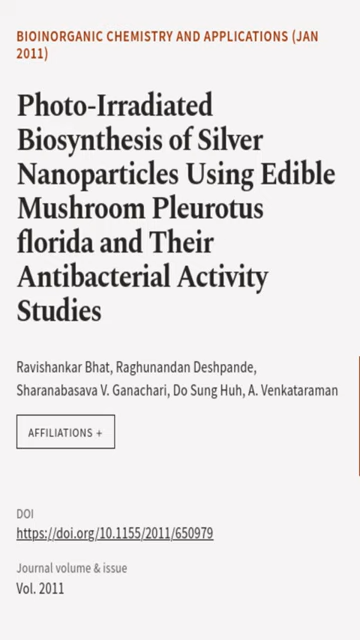 BIOINORGANIC CHEMISTRY AND APPLICATIONS (JAN
2011)
Photo-Irradiated
Biosynthesis of Silver
Nanoparticles Using Edible
Mushroom Pleurotus
florida and Their
Antibacterial Activity
Studies
Ravishankar Bhat, Raghunandan Deshpande,
Sharanabasava V. Ganachari, Do Sung Huh, A. Venkataraman
AFFILIATIONS +
DOI
https://doi.org/10.1155/2011/650979
Journal volume & issue
Vol. 2011